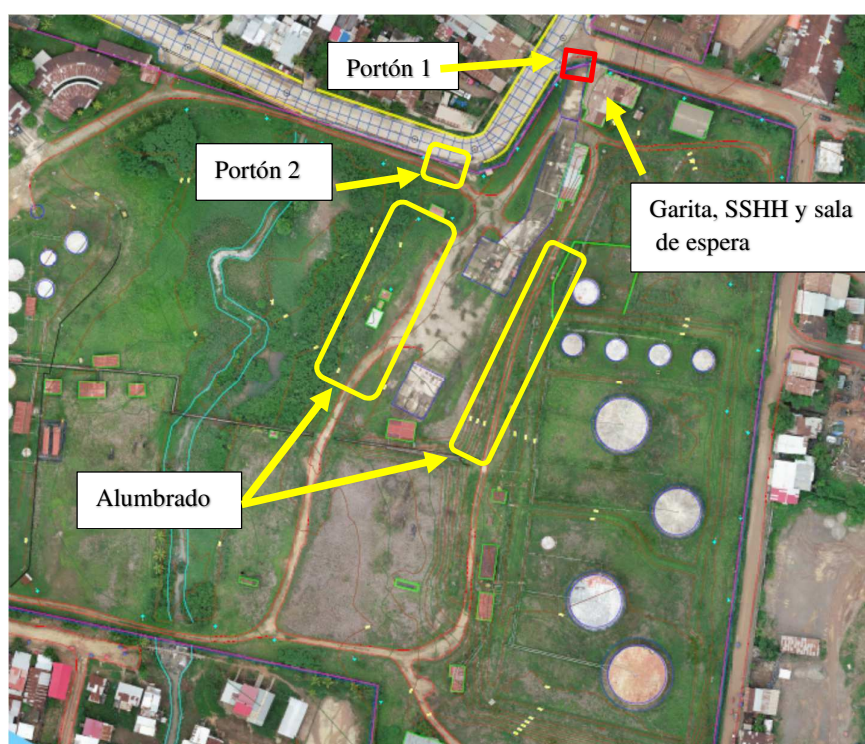 Portón 1
Portón 2
Garita, SSHH y sala
de espera
Alumbrado